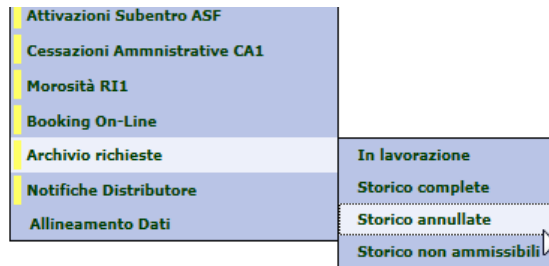 Attivazioni Subentro ASF
Cessazioni Ammnistrative CA1
Morosità RI1
Booking On-Line
Archivio richieste
Notifiche Distributore
Allineamento Dati
In lavorazione
Storico complete
Storico annullate
Storico non ammissibili